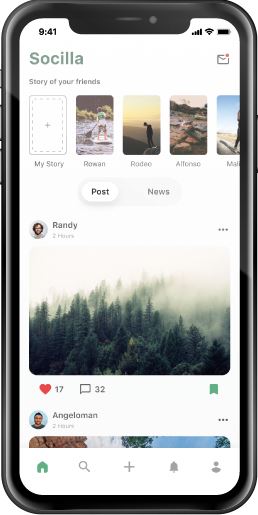 9:41
Socilla
Story of your friends
My Story Rowan Rodeo Alfonso Mali
Post News
Randy
2 Hours
17 32
Angeloman
2 Hours